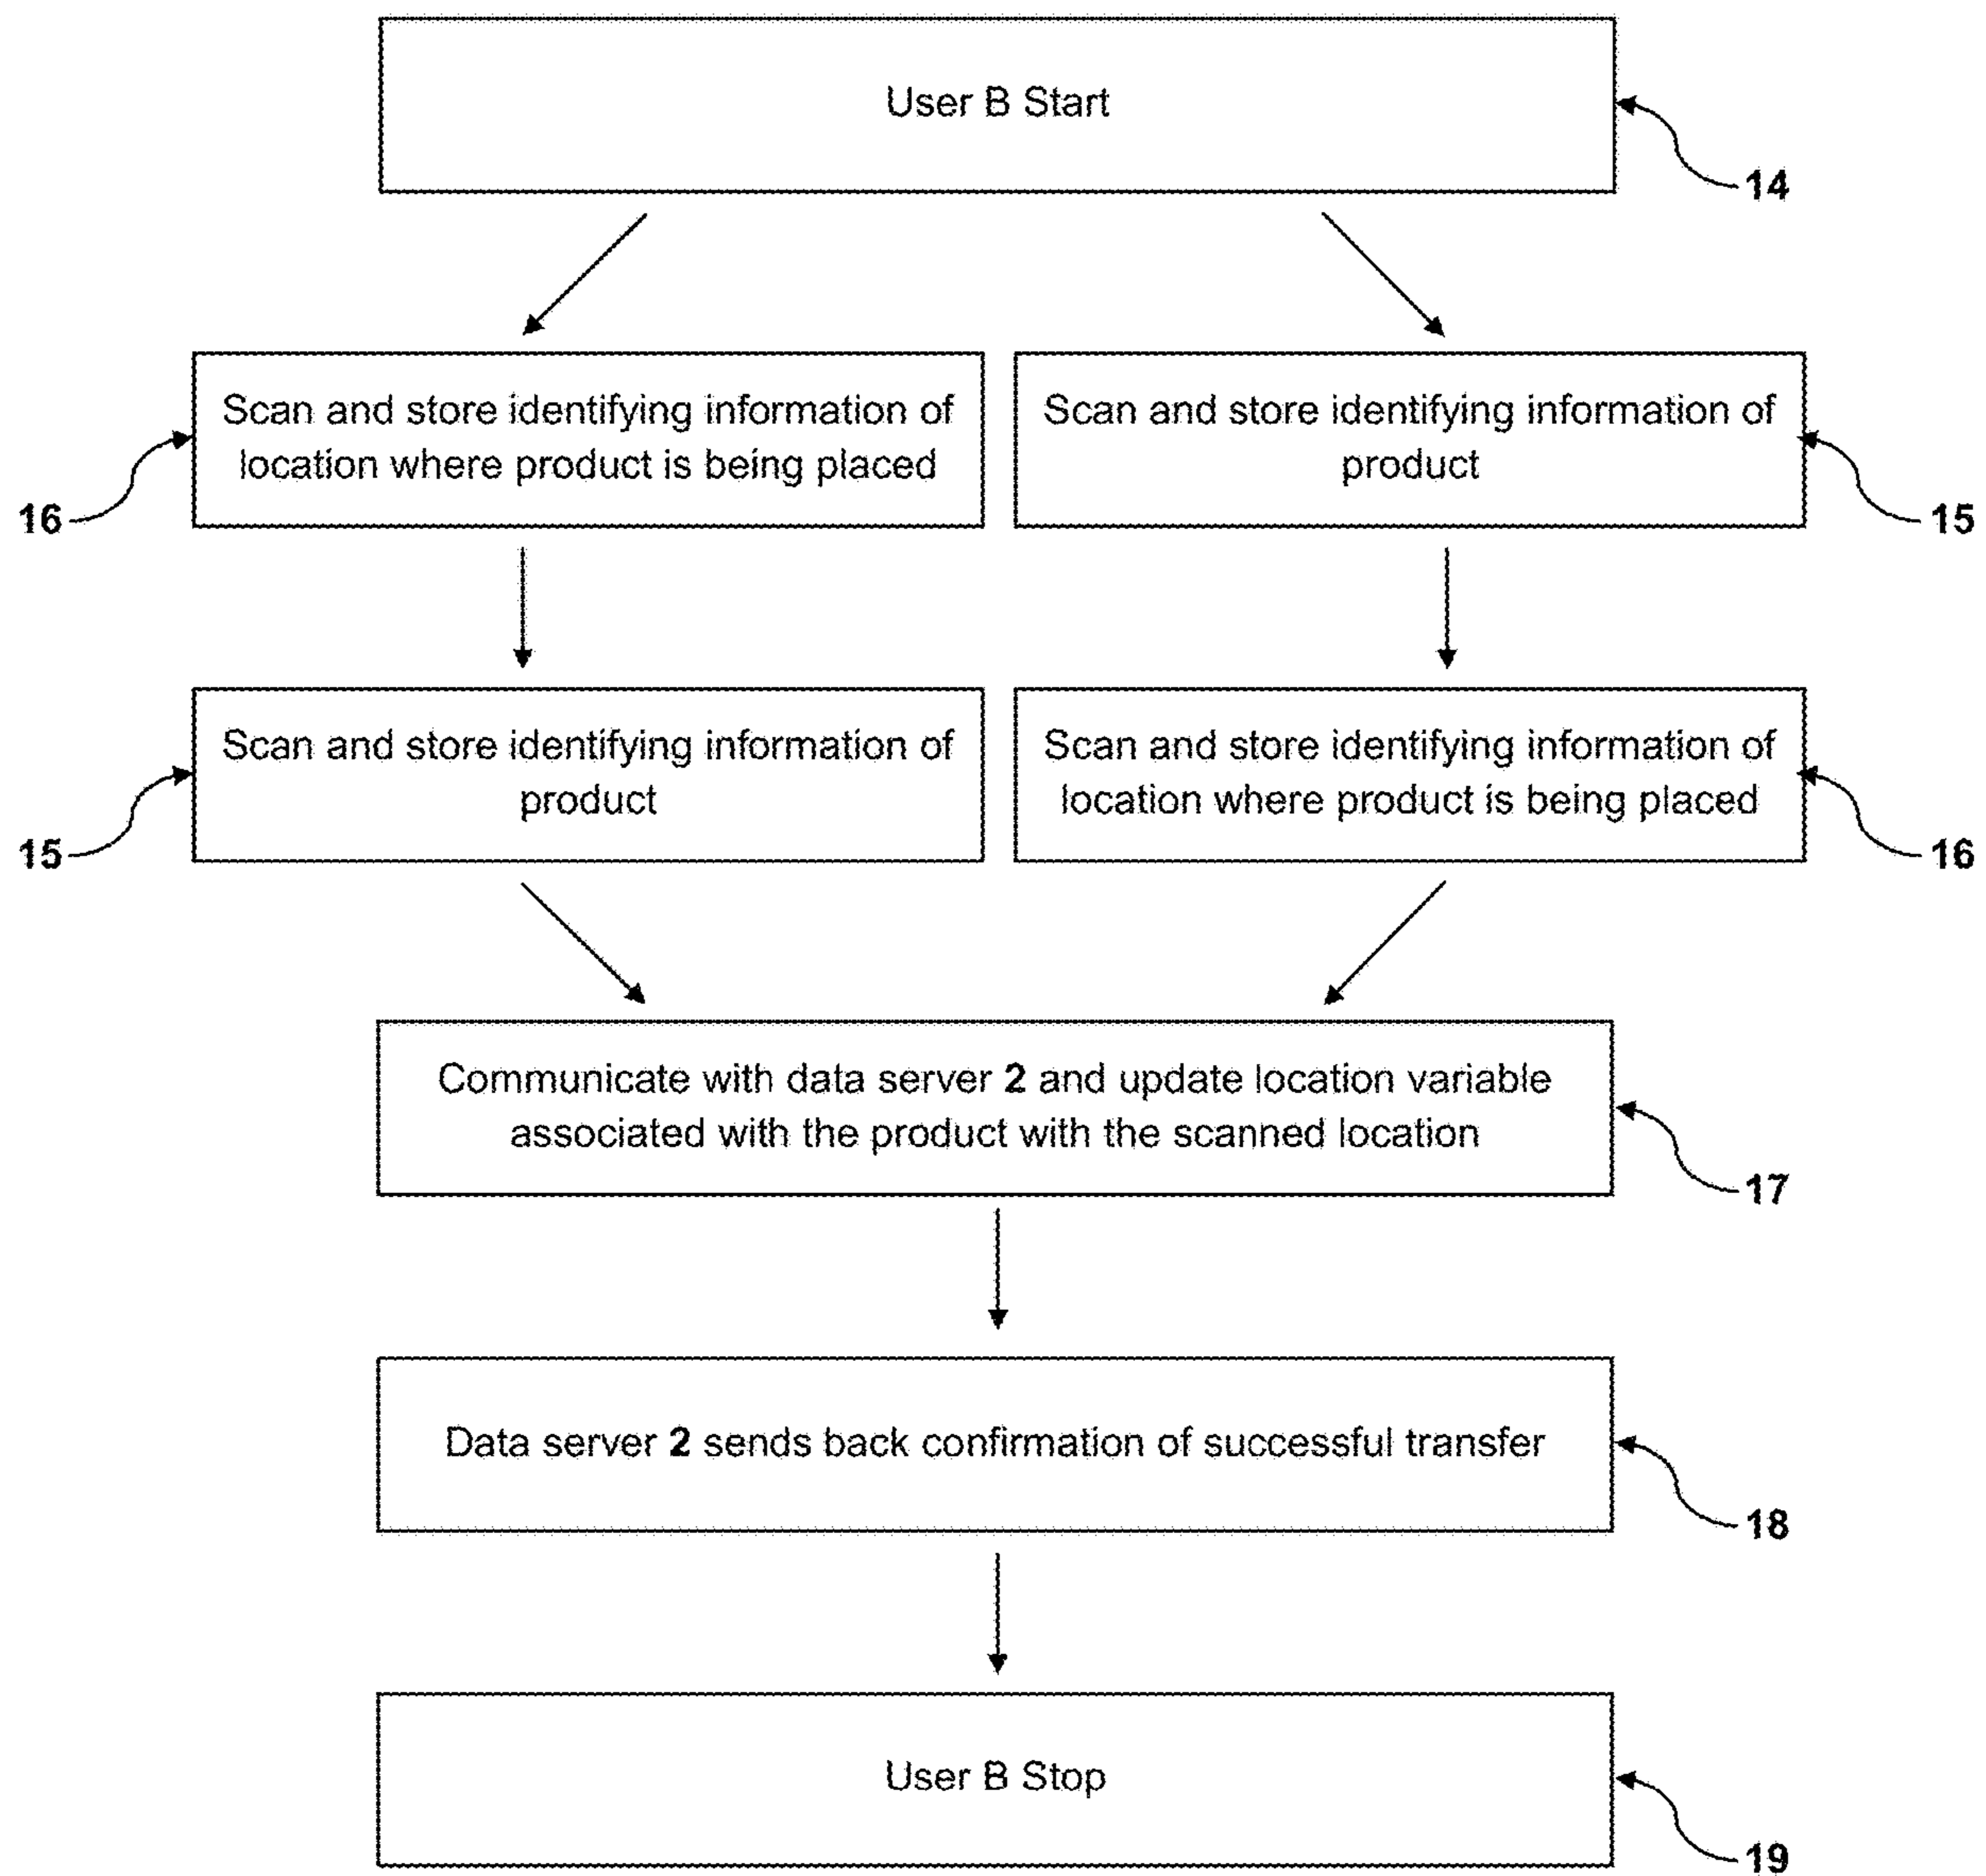 User B Start
14
Scan and store identifying information of
location where product is being placed
16
Scan and store identifying information of
product
15
Scan and store identifying information of
product
15
Scan and store identifying information of
location where product is being placed
16
Communicate with data server 2 and update location variable
associated with the product with the scanned location
17
Data server 2 sends back confirmation of successful transfer
18
User B Stop
19